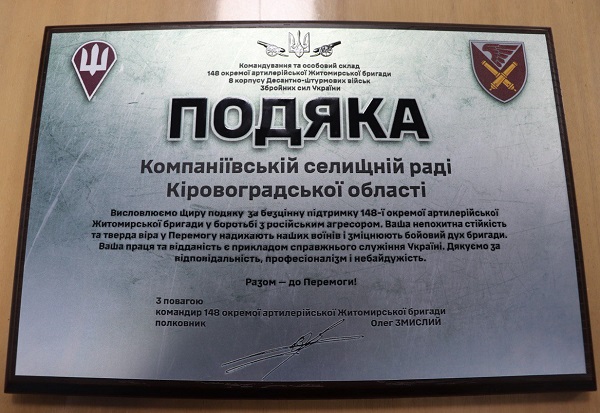 Командування та особовий склад
148 окремої артилерійської Житомирської бригади
8 корпусу Десантно-штурмових військ
Збройних сил України
ПОДЯКА
Компаніївській селищній раді
Кіровоградської області
Висловлюємо щиру подяку за безцінну підтримку 148-ї окремої артилерійської
Житомирської бригади у боротьбі з російським агресором. Ваша непохитна стійкість
та тверда віра у Перемогу надихають наших воїнів і зміцнюють бойовий дух бригади.
Ваша праця та відданість є прикладом справжнього служіння Україні. Дякуємо за
відповідальність, професіоналізм і небайдужість.
Разом — до Перемоги!
З повагою
командир 148 окремої артилерійської Житомирської бригади
полковник Олег ЗМИСЛИЙ